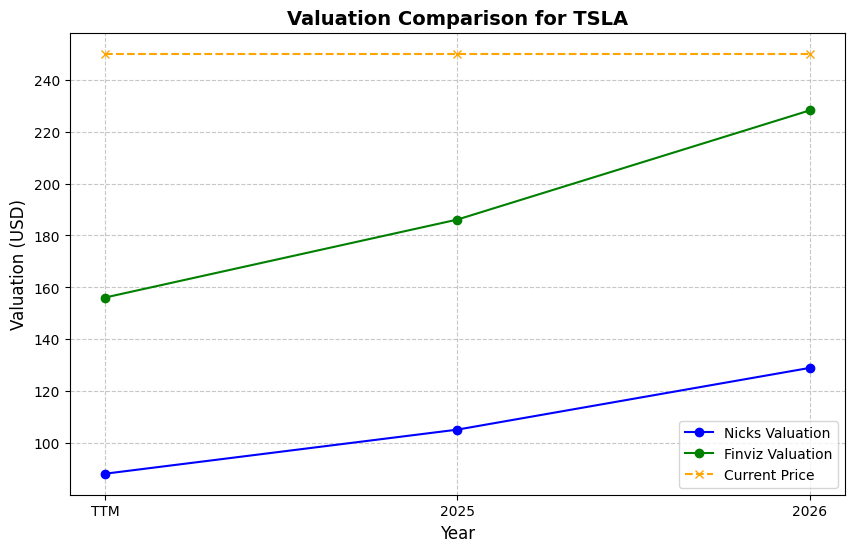 Valuation Comparison for TSLA
Valuation (USD)
240
220
200
180
160
140
120
100
TTM
2025
2026
Year
Nicks Valuation
Finviz Valuation
Current Price